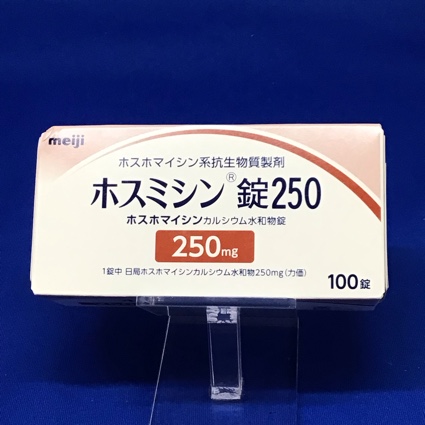 meiji
ホスホマイシン系抗生物質製剤
ホスミシン®錠250
ホスホマイシンカルシウム水和物錠
250mg
1錠中 日局ホスホマイシンカルシウム水和物250mg(力価)
100錠